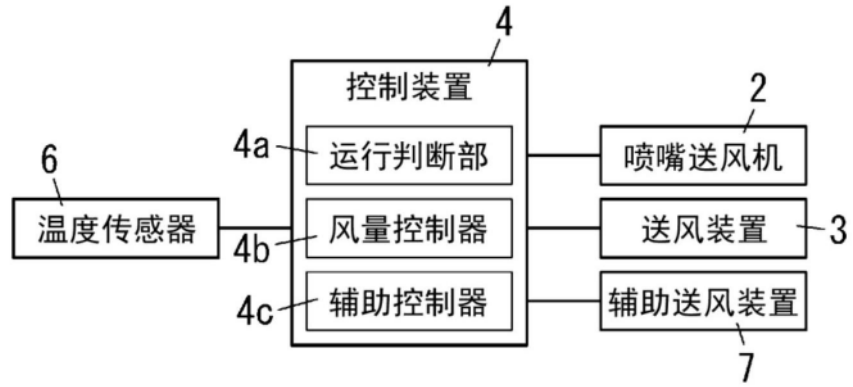 4
控制装置
2
4a
运行判断部
喷嘴送风机
6
温度传感器
4b
风量控制器
送风装置
3
4c
辅助控制器
辅助送风装置
7